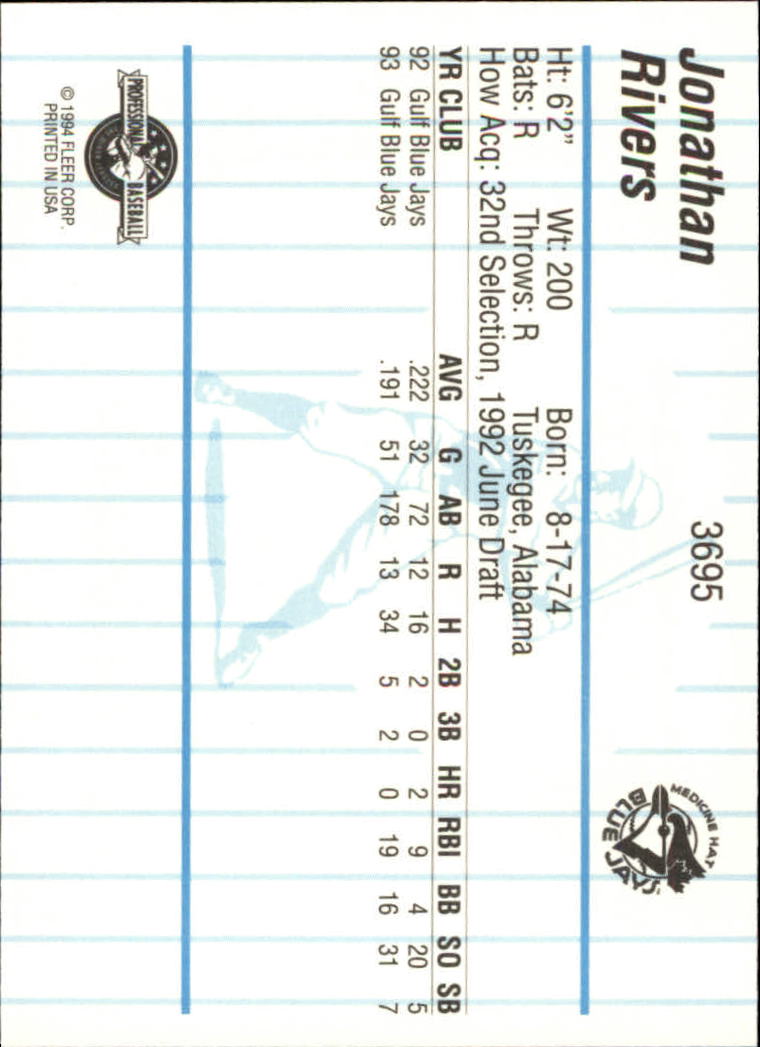 Jonathan
Rivers
3695
MEDICINE HAT
BLUE JAYS
Ht: 6'2" Wt: 200 Born: 8-17-74
Bats: R Throws: R Tuskegee, Alabama
How Acq: 32nd Selection, 1992 June Draft
YR CLUB AVG G AB R H 2B 3B HR RBI BB SO SB
92 Gulf Blue Jays .222 32 72 12 16 2 0 2 9 4 20 5
93 Gulf Blue Jays .191 51 178 13 34 5 2 0 19 16 31 7
PROFESSIONAL BASEBALL
© 1994 FLEER CORP.
PRINTED IN USA